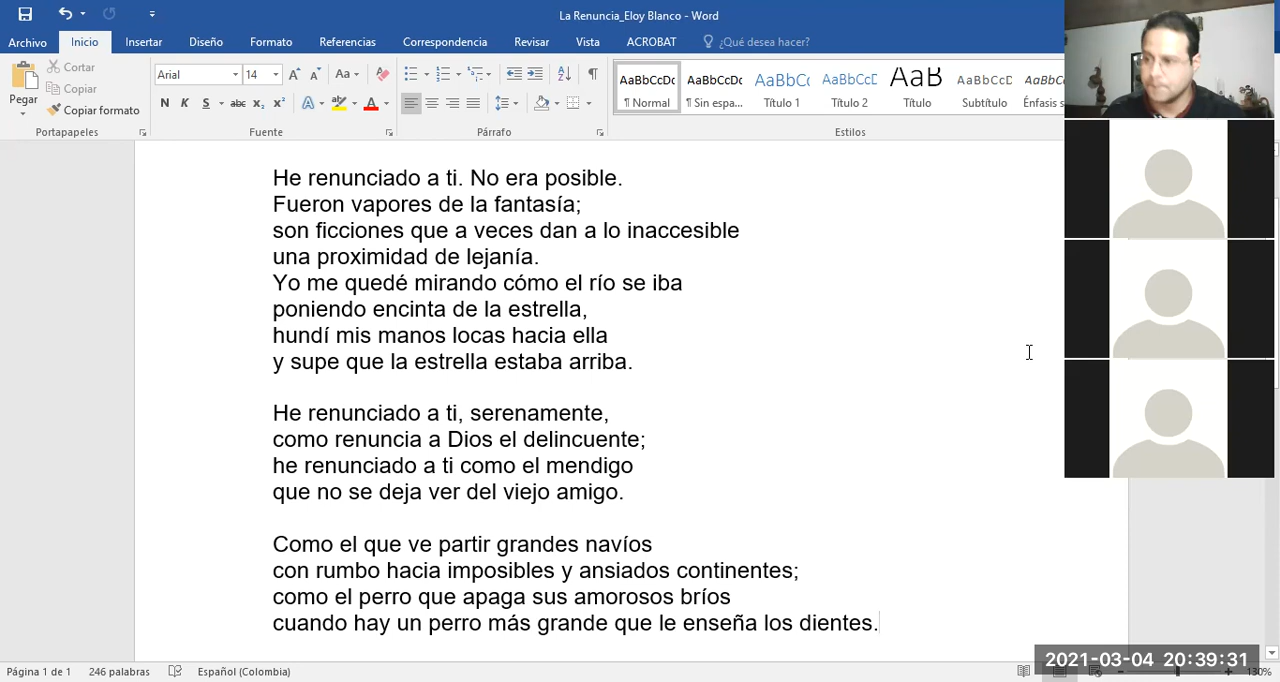 La Renuncia_Eloy Blanco - Word
Archivo Inicio Insertar Diseño Formato Referencias Correspondencia Revisar Vista ACROBAT ¿Qué desea hacer?
Pegar
Cortar
Copiar
Copiar formato
Portapapeles
Arial 14 Aa
N K S abc x₂ x²
Fuente
Párrafo
AaBbCcDc AaBbCcDc AaBbCc AaBbCcD AaB AaBbCcD AaBbCc
¶ Normal ¶ Sin espa... Título 1 Título 2 Título Subtítulo Énfasis s
Estilos
He renunciado a ti. No era posible.
Fueron vapores de la fantasía;
son ficciones que a veces dan a lo inaccesible
una proximidad de lejanía.
Yo me quedé mirando cómo el río se iba
poniendo encinta de la estrella,
hundí mis manos locas hacia ella
y supe que la estrella estaba arriba.
He renunciado a ti, serenamente,
como renuncia a Dios el delincuente;
he renunciado a ti como el mendigo
que no se deja ver del viejo amigo.
Como el que ve partir grandes navíos
con rumbo hacia imposibles y ansiados continentes;
como el perro que apaga sus amorosos bríos
cuando hay un perro más grande que le enseña los dientes.
Página 1 de 1 246 palabras Español (Colombia) 130%
2021-03-04 20:39:31